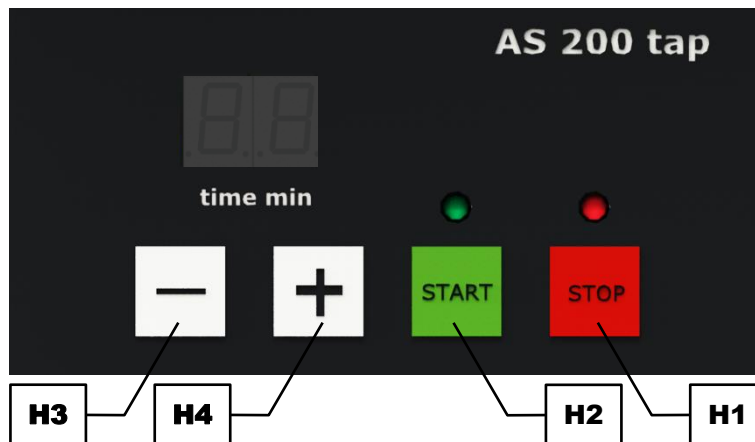 AS 200 tap
time min
− +
START STOP
H3 H4 H2 H1